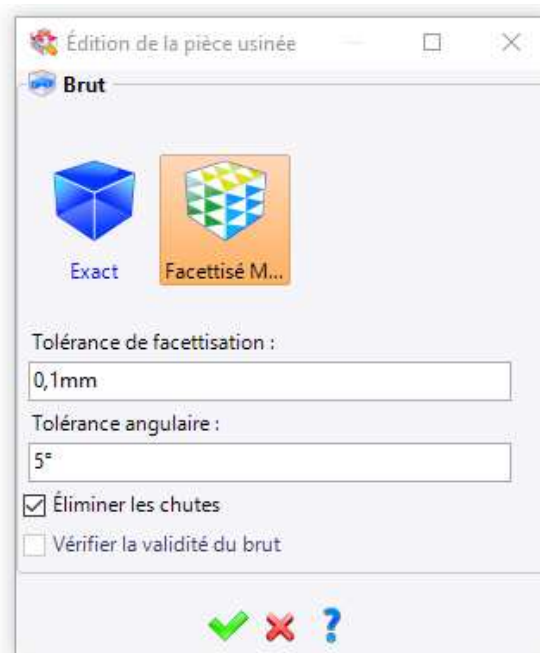 Édition de la pièce usinée
Brut
Exact
Facettisé M...
Tolérance de facettisation :
0,1mm
Tolérance angulaire :
5°
Éliminer les chutes
Vérifier la validité du brut